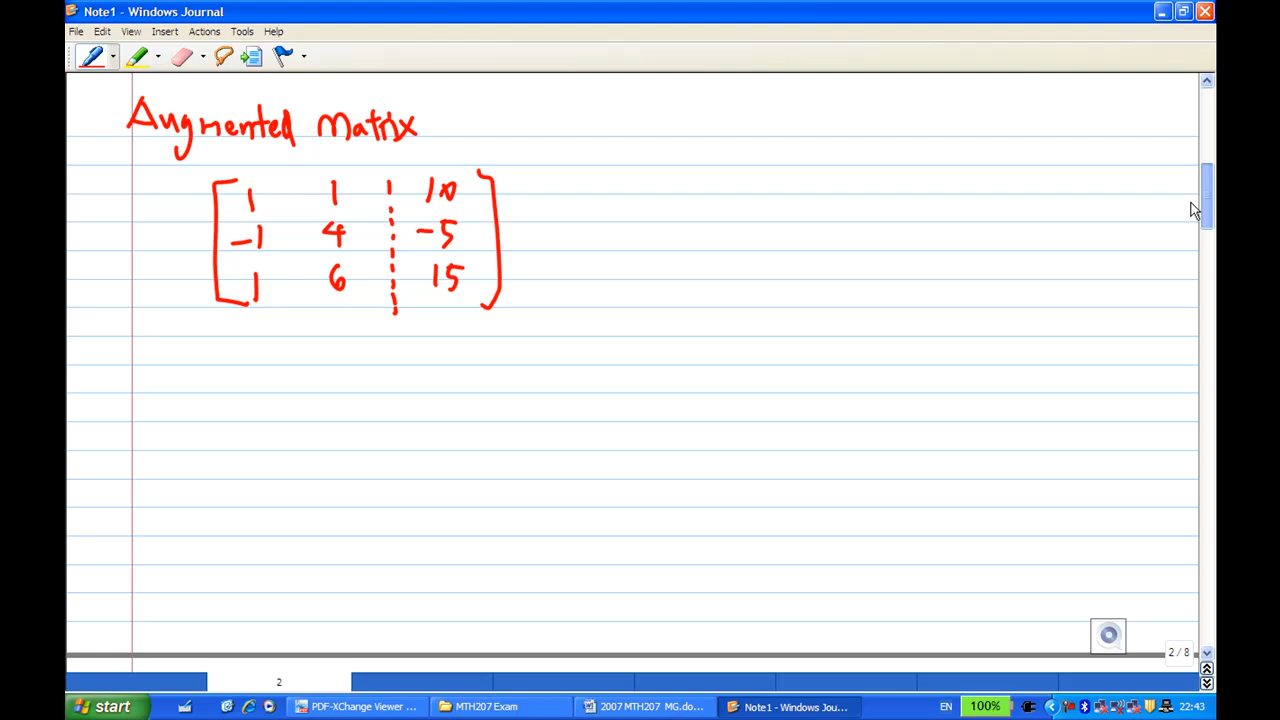 Note1 - Windows Journal
File Edit View Insert Actions Tools Help
Augmented Matrix
1 1 10
-1 4 -5
1 6 15
2 / 8
2
start PDF-XChange Viewer ... MTH207 Exam 2007 MTH207 MG.do... Note1 - Windows Jou... EN 100% 22:43